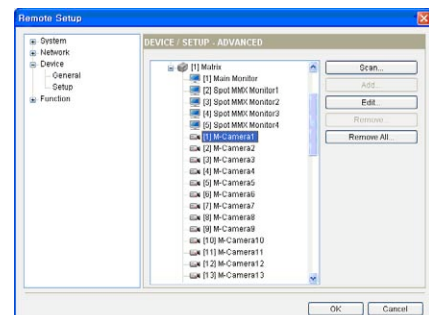 Remote Setup
System
Network
Device
General
Setup
Function
DEVICE / SETUP - ADVANCED
[1] Matrix
[1] Main Monitor
[2] Spot MMX Monitor1
[3] Spot MMX Monitor2
[4] Spot MMX Monitor3
[5] Spot MMX Monitor4
[1] M-Camera1
[2] M-Camera2
[3] M-Camera3
[4] M-Camera4
[5] M-Camera5
[6] M-Camera6
[7] M-Camera7
[8] M-Camera8
[9] M-Camera9
[10] M-Camera10
[11] M-Camera11
[12] M-Camera12
[13] M-Camera13
Scan...
Add...
Edit...
Remove...
Remove All...
OK
Cancel